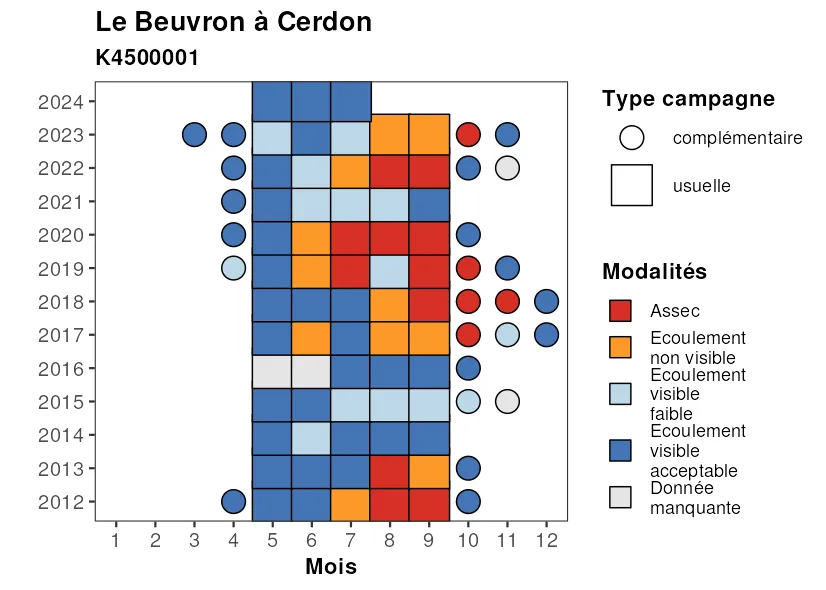 Le Beuvron à Cerdon
K4500001
2024
2023
2022
2021
2020
2019
2018
2017
2016
2015
2014
2013
2012
1 2 3 4 5 6 7 8 9 10 11 12
Mois
Type campagne
complémentaire
usuelle
Modalités
Assec
Ecoulement
non visible
Ecoulement
visible
faible
Ecoulement
visible
acceptable
Donnée
manquante